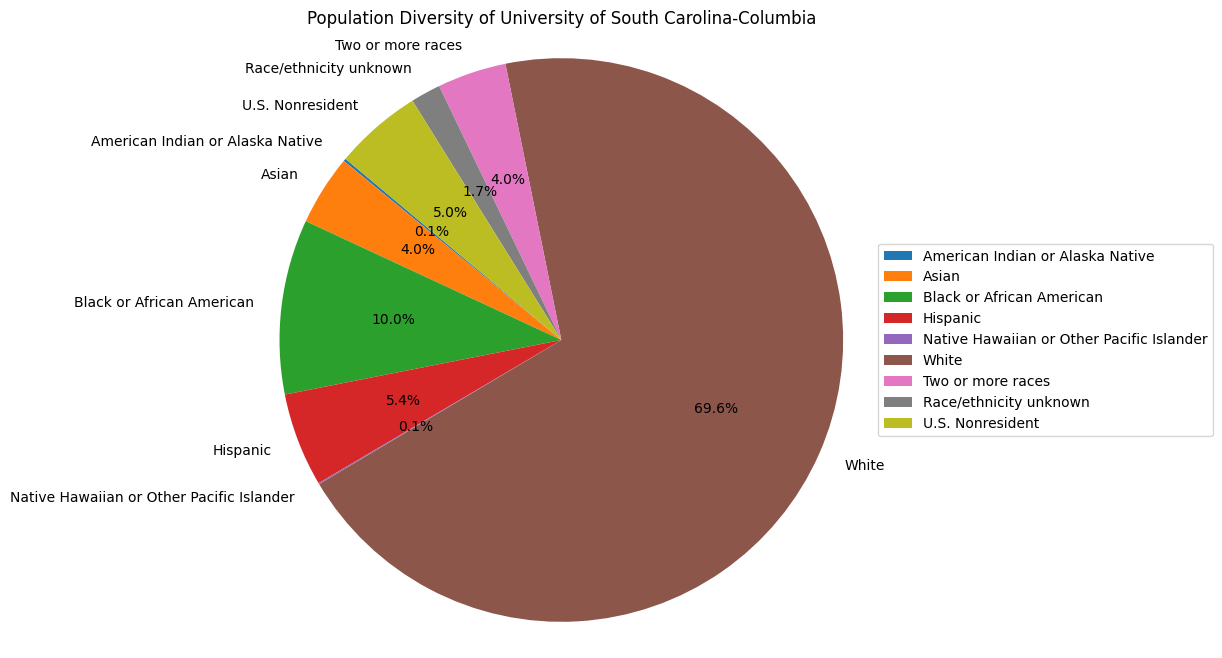 Population Diversity of University of South Carolina-Columbia
Two or more races
Race/ethnicity unknown
U.S. Nonresident
American Indian or Alaska Native
Asian
Black or African American
Hispanic
Native Hawaiian or Other Pacific Islander
White
4.0%
1.7%
5.0%
0.1%
4.0%
10.0%
5.4%
0.1%
69.6%
American Indian or Alaska Native
Asian
Black or African American
Hispanic
Native Hawaiian or Other Pacific Islander
White
Two or more races
Race/ethnicity unknown
U.S. Nonresident